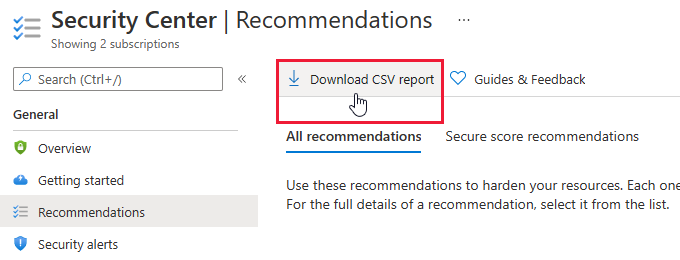 Security Center | Recommendations ...
Showing 2 subscriptions
Search (Ctrl+/)
«
Download CSV report
Guides & Feedback
General
Overview
Getting started
Recommendations
Security alerts
All recommendations
Secure score recommendations
Use these recommendations to harden your resources. Each one
For the full details of a recommendation, select it from the list.